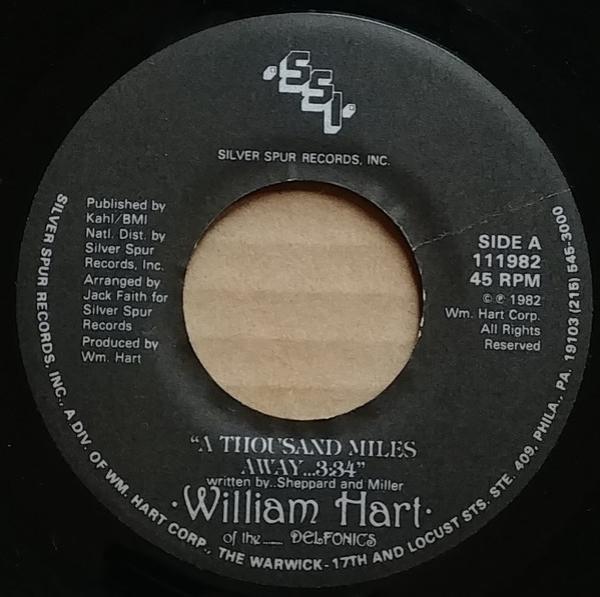 SSI
SILVER SPUR RECORDS, INC.
Published by
Kahl/BMI
Natl. Dist. by
Silver Spur
Records, Inc.
Arranged by
Jack Faith for
Silver Spur
Records
Produced by
Wm. Hart
SIDE A
111982
45 RPM
©℗ 1982
Wm. Hart Corp.
All Rights
Reserved
"A THOUSAND MILES
AWAY...3:34"
written by..Sheppard and Miller
·William Hart·
of the.... DELFONICS
SILVER SPUR RECORDS, INC., A DIV. OF WM. HART CORP., THE WARWICK-17TH AND LOCUST STS. STE. 409, PHILA., PA. 19103 (215) 545-3000